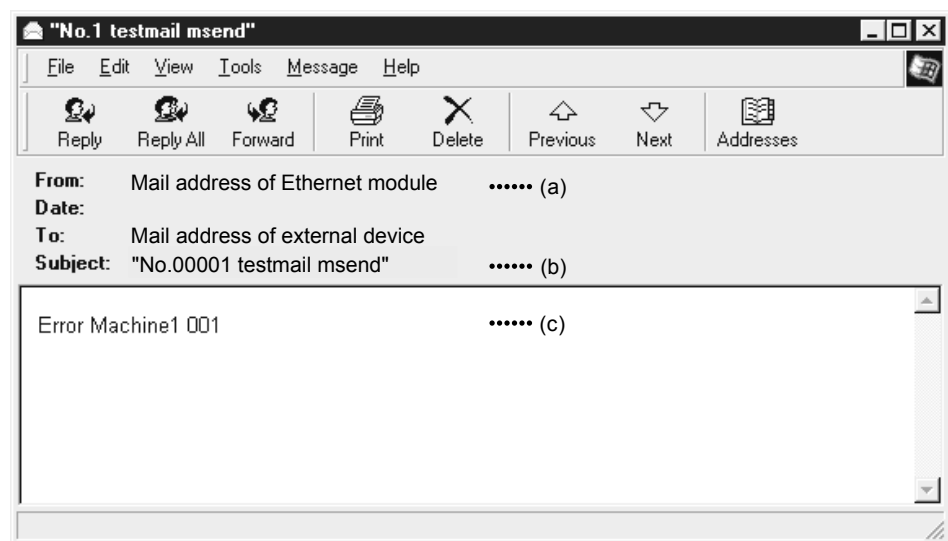 "No.1 testmail msend"
File Edit View Tools Message Help
Reply Reply All Forward Print Delete Previous Next Addresses
From: Mail address of Ethernet module •••••• (a)
Date:
To: Mail address of external device
Subject: "No.00001 testmail msend" •••••• (b)
Error Machine1 001 •••••• (c)